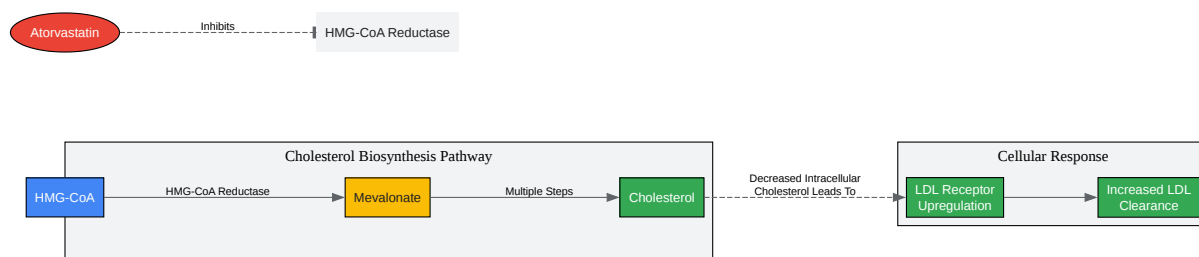 Atorvastatin
Inhibits
HMG-CoA Reductase
Cholesterol Biosynthesis Pathway
HMG-CoA
HMG-CoA Reductase
Mevalonate
Multiple Steps
Cholesterol
Decreased Intracellular
Cholesterol Leads To
Cellular Response
LDL Receptor
Upregulation
Increased LDL
Clearance